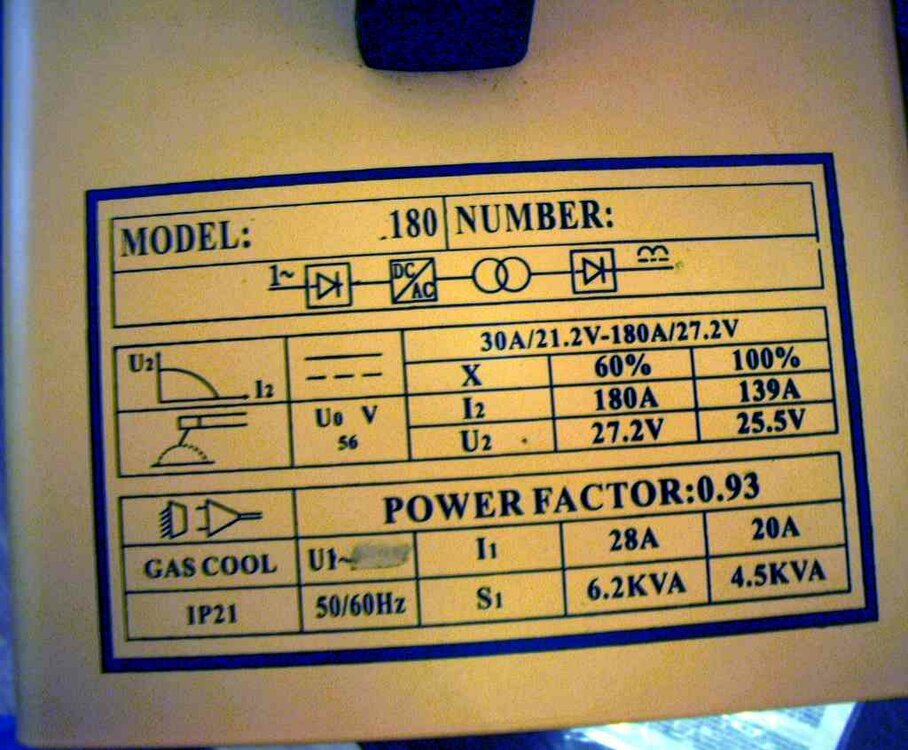 MODEL: .180 NUMBER:
1~ DC AC
30A/21.2V-180A/27.2V
U2 I2 X 60% 100%
I2 180A 139A
U0 V 56 U2 27.2V 25.5V
POWER FACTOR:0.93
GAS COOL U1~ I1 28A 20A
IP21 50/60Hz S1 6.2KVA 4.5KVA